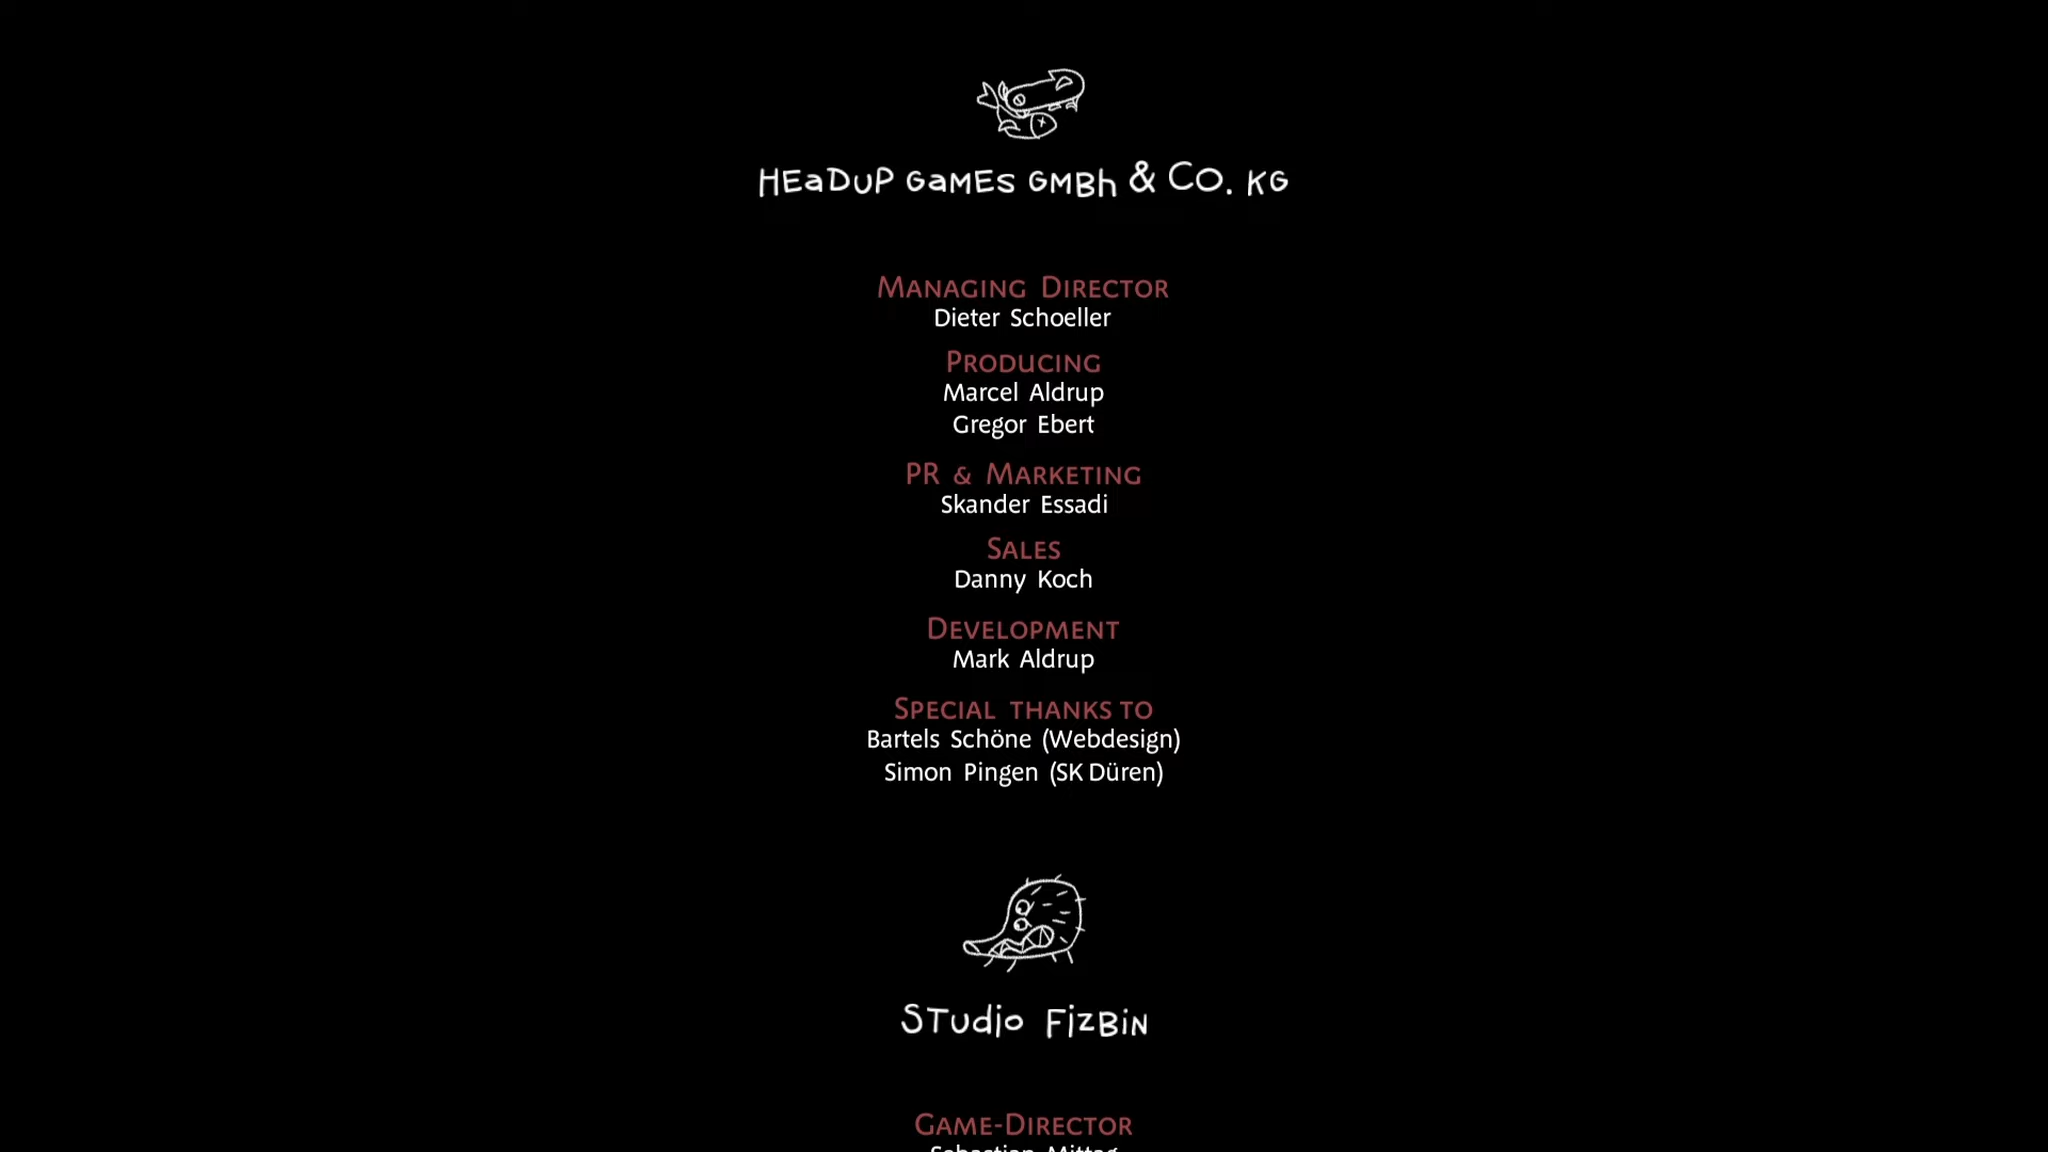 HEaDUP GaMEs GMBh & CO. KG
Managing Director
Dieter Schoeller
Producing
Marcel Aldrup
Gregor Ebert
PR & Marketing
Skander Essadi
Sales
Danny Koch
Development
Mark Aldrup
Special thanks to
Bartels Schöne (Webdesign)
Simon Pingen (SK Düren)
STudio FizBiN
Game-Director
Sebastian Mittag